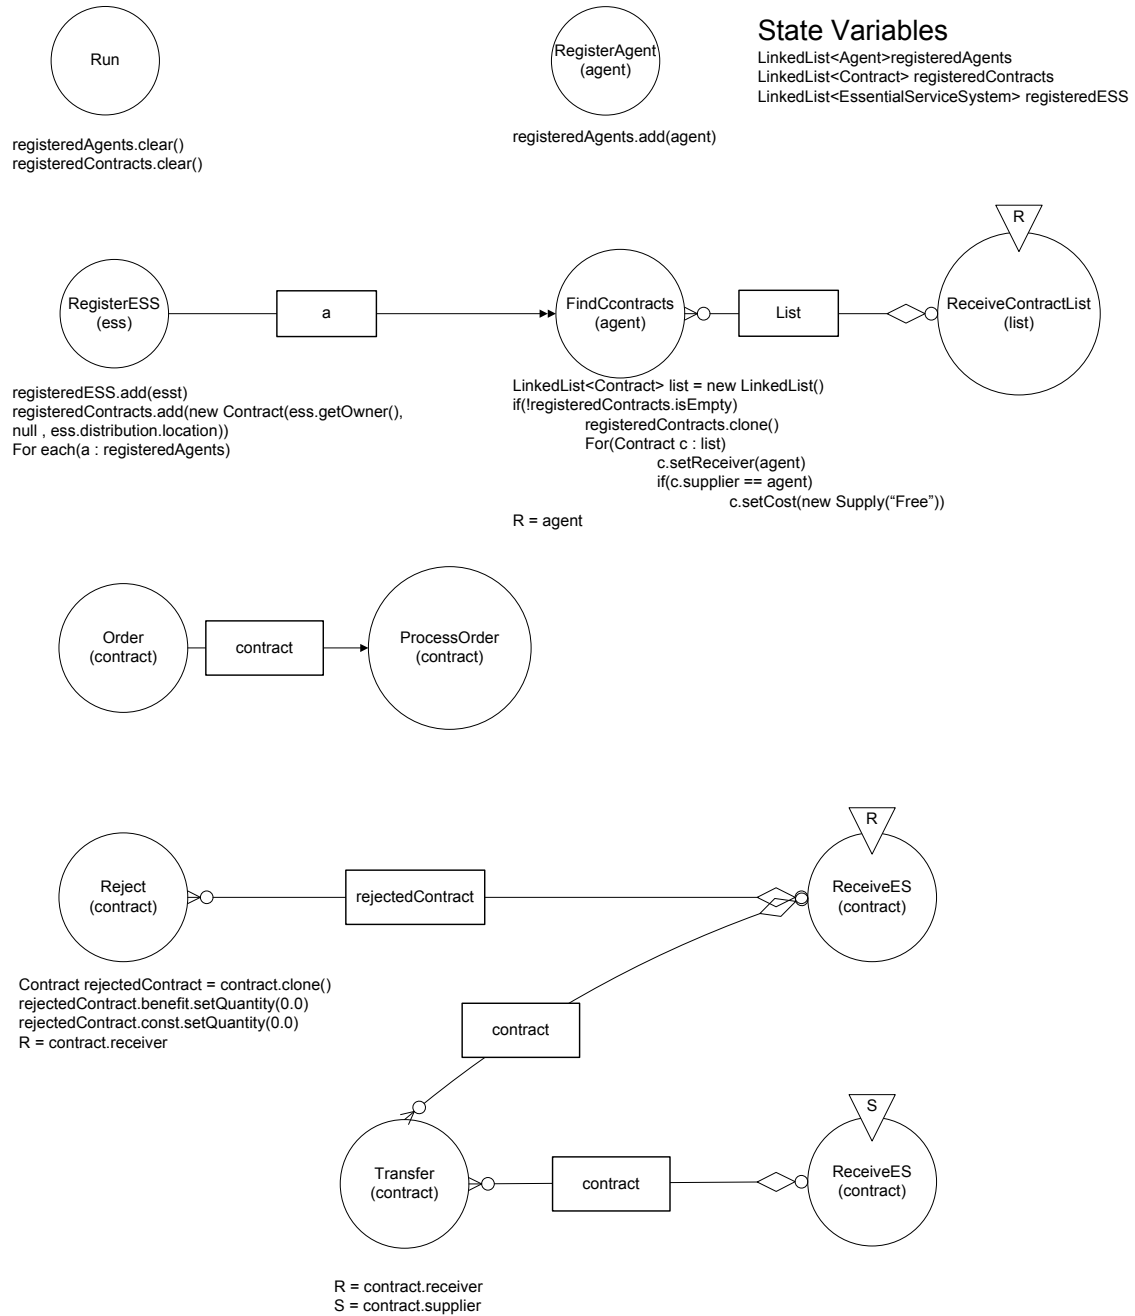 Run
RegisterAgent
(agent)
State Variables
LinkedList<Agent>registeredAgents
LinkedList<Contract> registeredContracts
LinkedList<EssentialServiceSystem> registeredESS
registeredAgents.clear()
registeredContracts.clear()
registeredAgents.add(agent)
RegisterESS
(ess)
a
FindCcontracts
(agent)
List
R
ReceiveContractList
(list)
registeredESS.add(esst)
registeredContracts.add(new Contract(ess.getOwner(),
null , ess.distribution.location))
For each(a : registeredAgents)
LinkedList<Contract> list = new LinkedList()
if(!registeredContracts.isEmpty)
registeredContracts.clone()
For(Contract c : list)
c.setReceiver(agent)
if(c.supplier == agent)
c.setCost(new Supply(“Free”))
R = agent
Order
(contract)
contract
ProcessOrder
(contract)
Reject
(contract)
rejectedContract
R
ReceiveES
(contract)
Contract rejectedContract = contract.clone()
rejectedContract.benefit.setQuantity(0.0)
rejectedContract.const.setQuantity(0.0)
R = contract.receiver
contract
Transfer
(contract)
contract
S
ReceiveES
(contract)
R = contract.receiver
S = contract.supplier